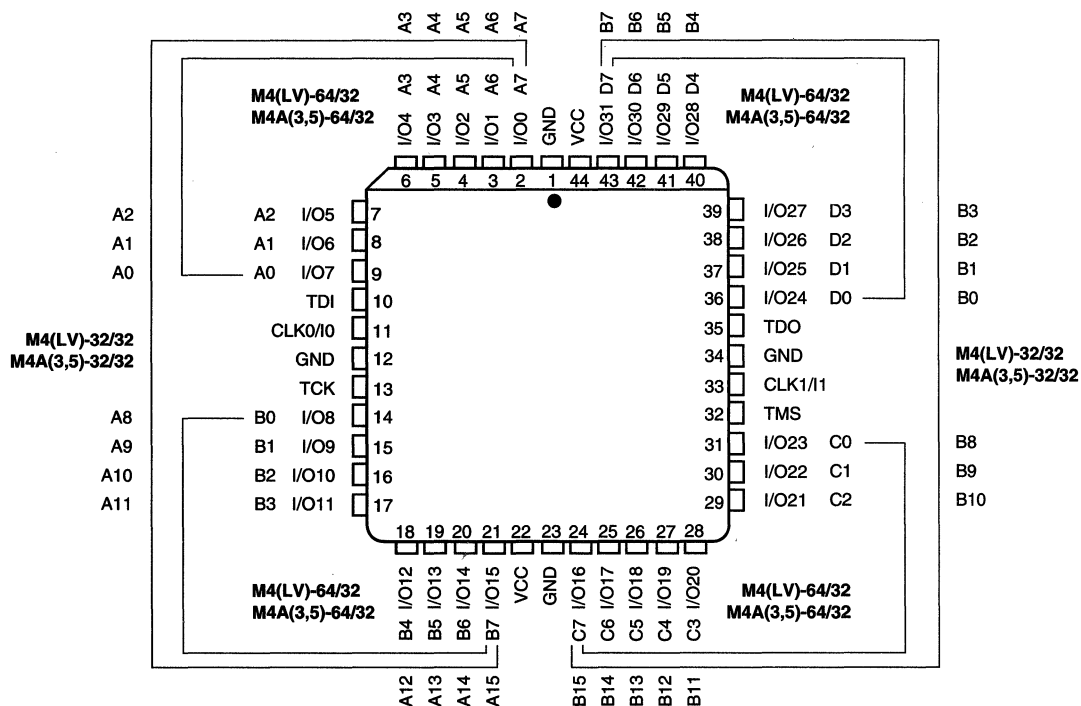 A3 A4 A5 A6 A7 B7 B6 B5 B4
A3 A4 A5 A6 A7 D7 D6 D5 D4
M4(LV)-64/32
M4A(3,5)-64/32
M4(LV)-64/32
M4A(3,5)-64/32
I/O4 I/O3 I/O2 I/O1 I/O0 GND VCC I/O31 I/O30 I/O29 I/O28
6 5 4 3 2 1 44 43 42 41 40
A2 A2 I/O5 7 39 I/O27 D3 B3
A1 A1 I/O6 8 38 I/O26 D2 B2
A0 A0 I/O7 9 37 I/O25 D1 B1
TDI 10 36 I/O24 D0 B0
CLK0/I0 11 35 TDO
GND 12 34 GND
M4(LV)-32/32
M4A(3,5)-32/32
M4(LV)-32/32
M4A(3,5)-32/32
TCK 13 33 CLK1/I1
A8 B0 I/O8 14 32 TMS
A9 B1 I/O9 15 31 I/O23 C0 B8
A10 B2 I/O10 16 30 I/O22 C1 B9
A11 B3 I/O11 17 29 I/O21 C2 B10
18 19 20 21 22 23 24 25 26 27 28
I/O12 I/O13 I/O14 I/O15 VCC GND I/O16 I/O17 I/O18 I/O19 I/O20
M4(LV)-64/32
M4A(3,5)-64/32
M4(LV)-64/32
M4A(3,5)-64/32
B4 B5 B6 B7 C7 C6 C5 C4 C3
A12 A13 A14 A15 B15 B14 B13 B12 B11